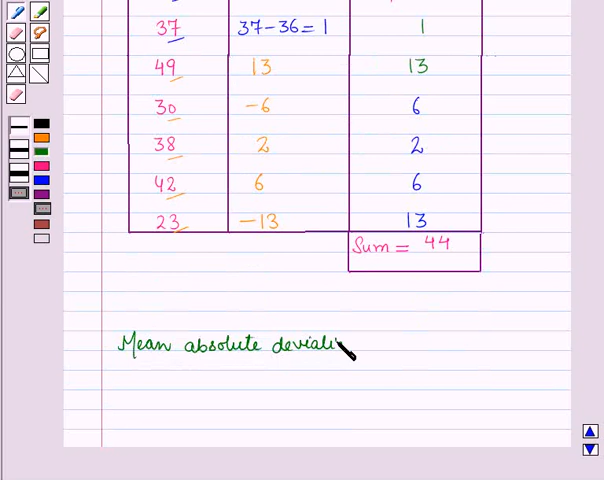 37 37-36=1 1
49 13 13
30 -6 6
38 2 2
42 6 6
23 -13 13
Sum = 44
Mean absolute deviati